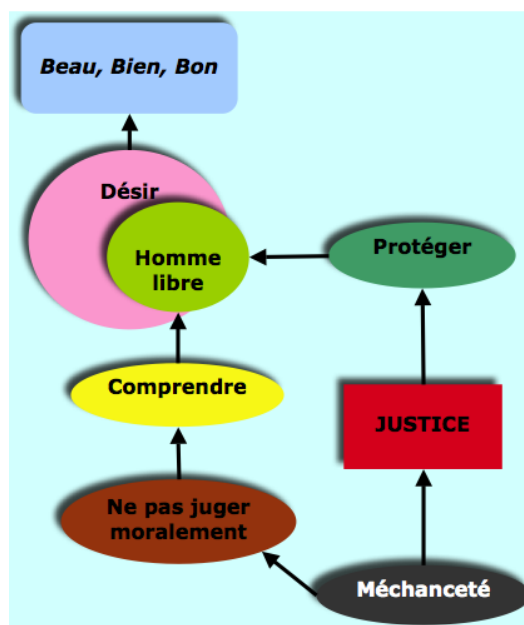 Beau, Bien, Bon
Désir
Homme
libre
Protéger
Comprendre
JUSTICE
Ne pas juger
moralement
Méchanceté